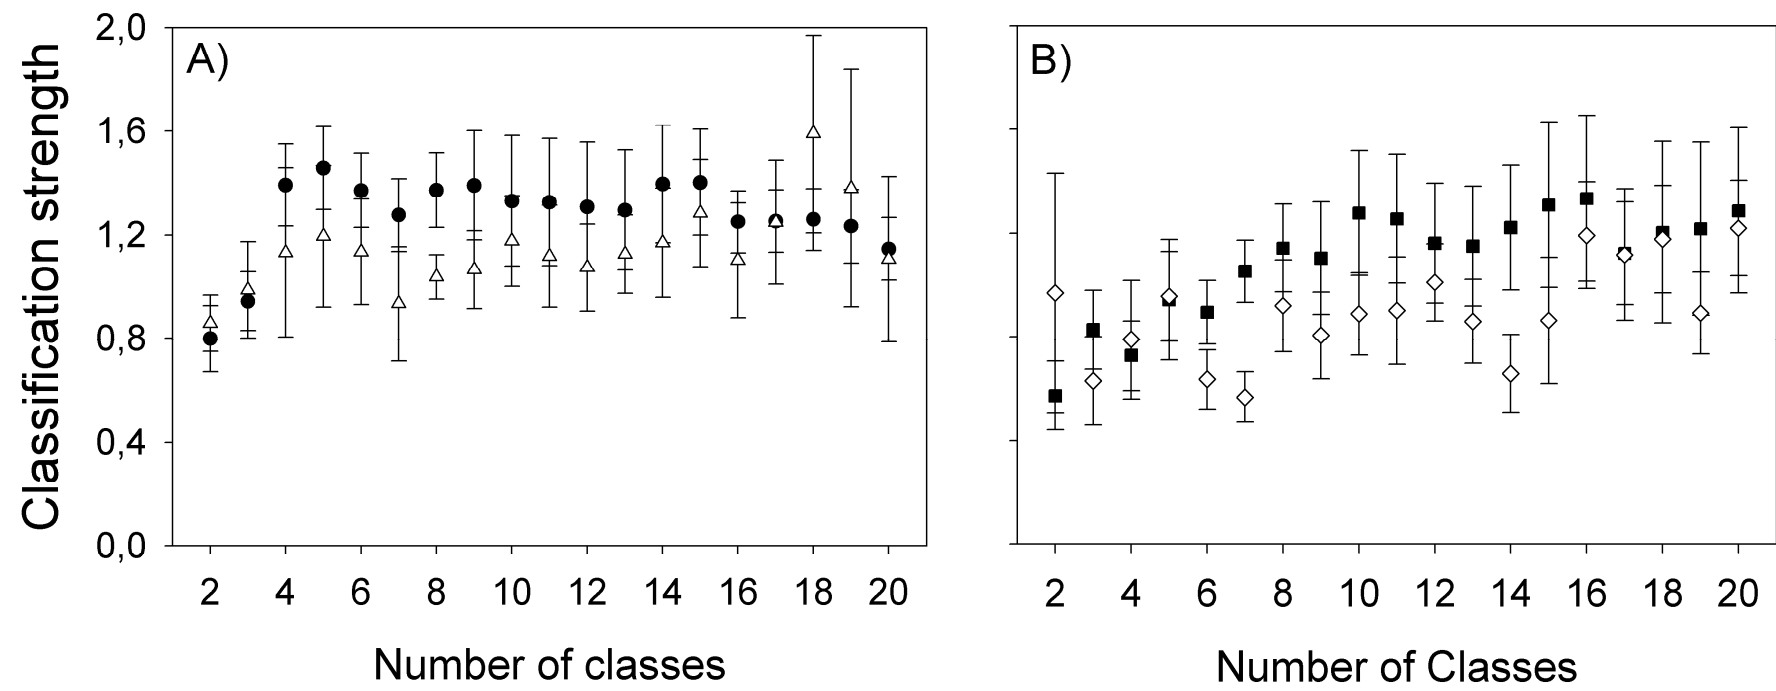 A)
B)
Classification strength
2,0
1,6
1,2
0,8
0,4
0,0
2 4 6 8 10 12 14 16 18 20
2 4 6 8 10 12 14 16 18 20
Number of classes
Number of Classes